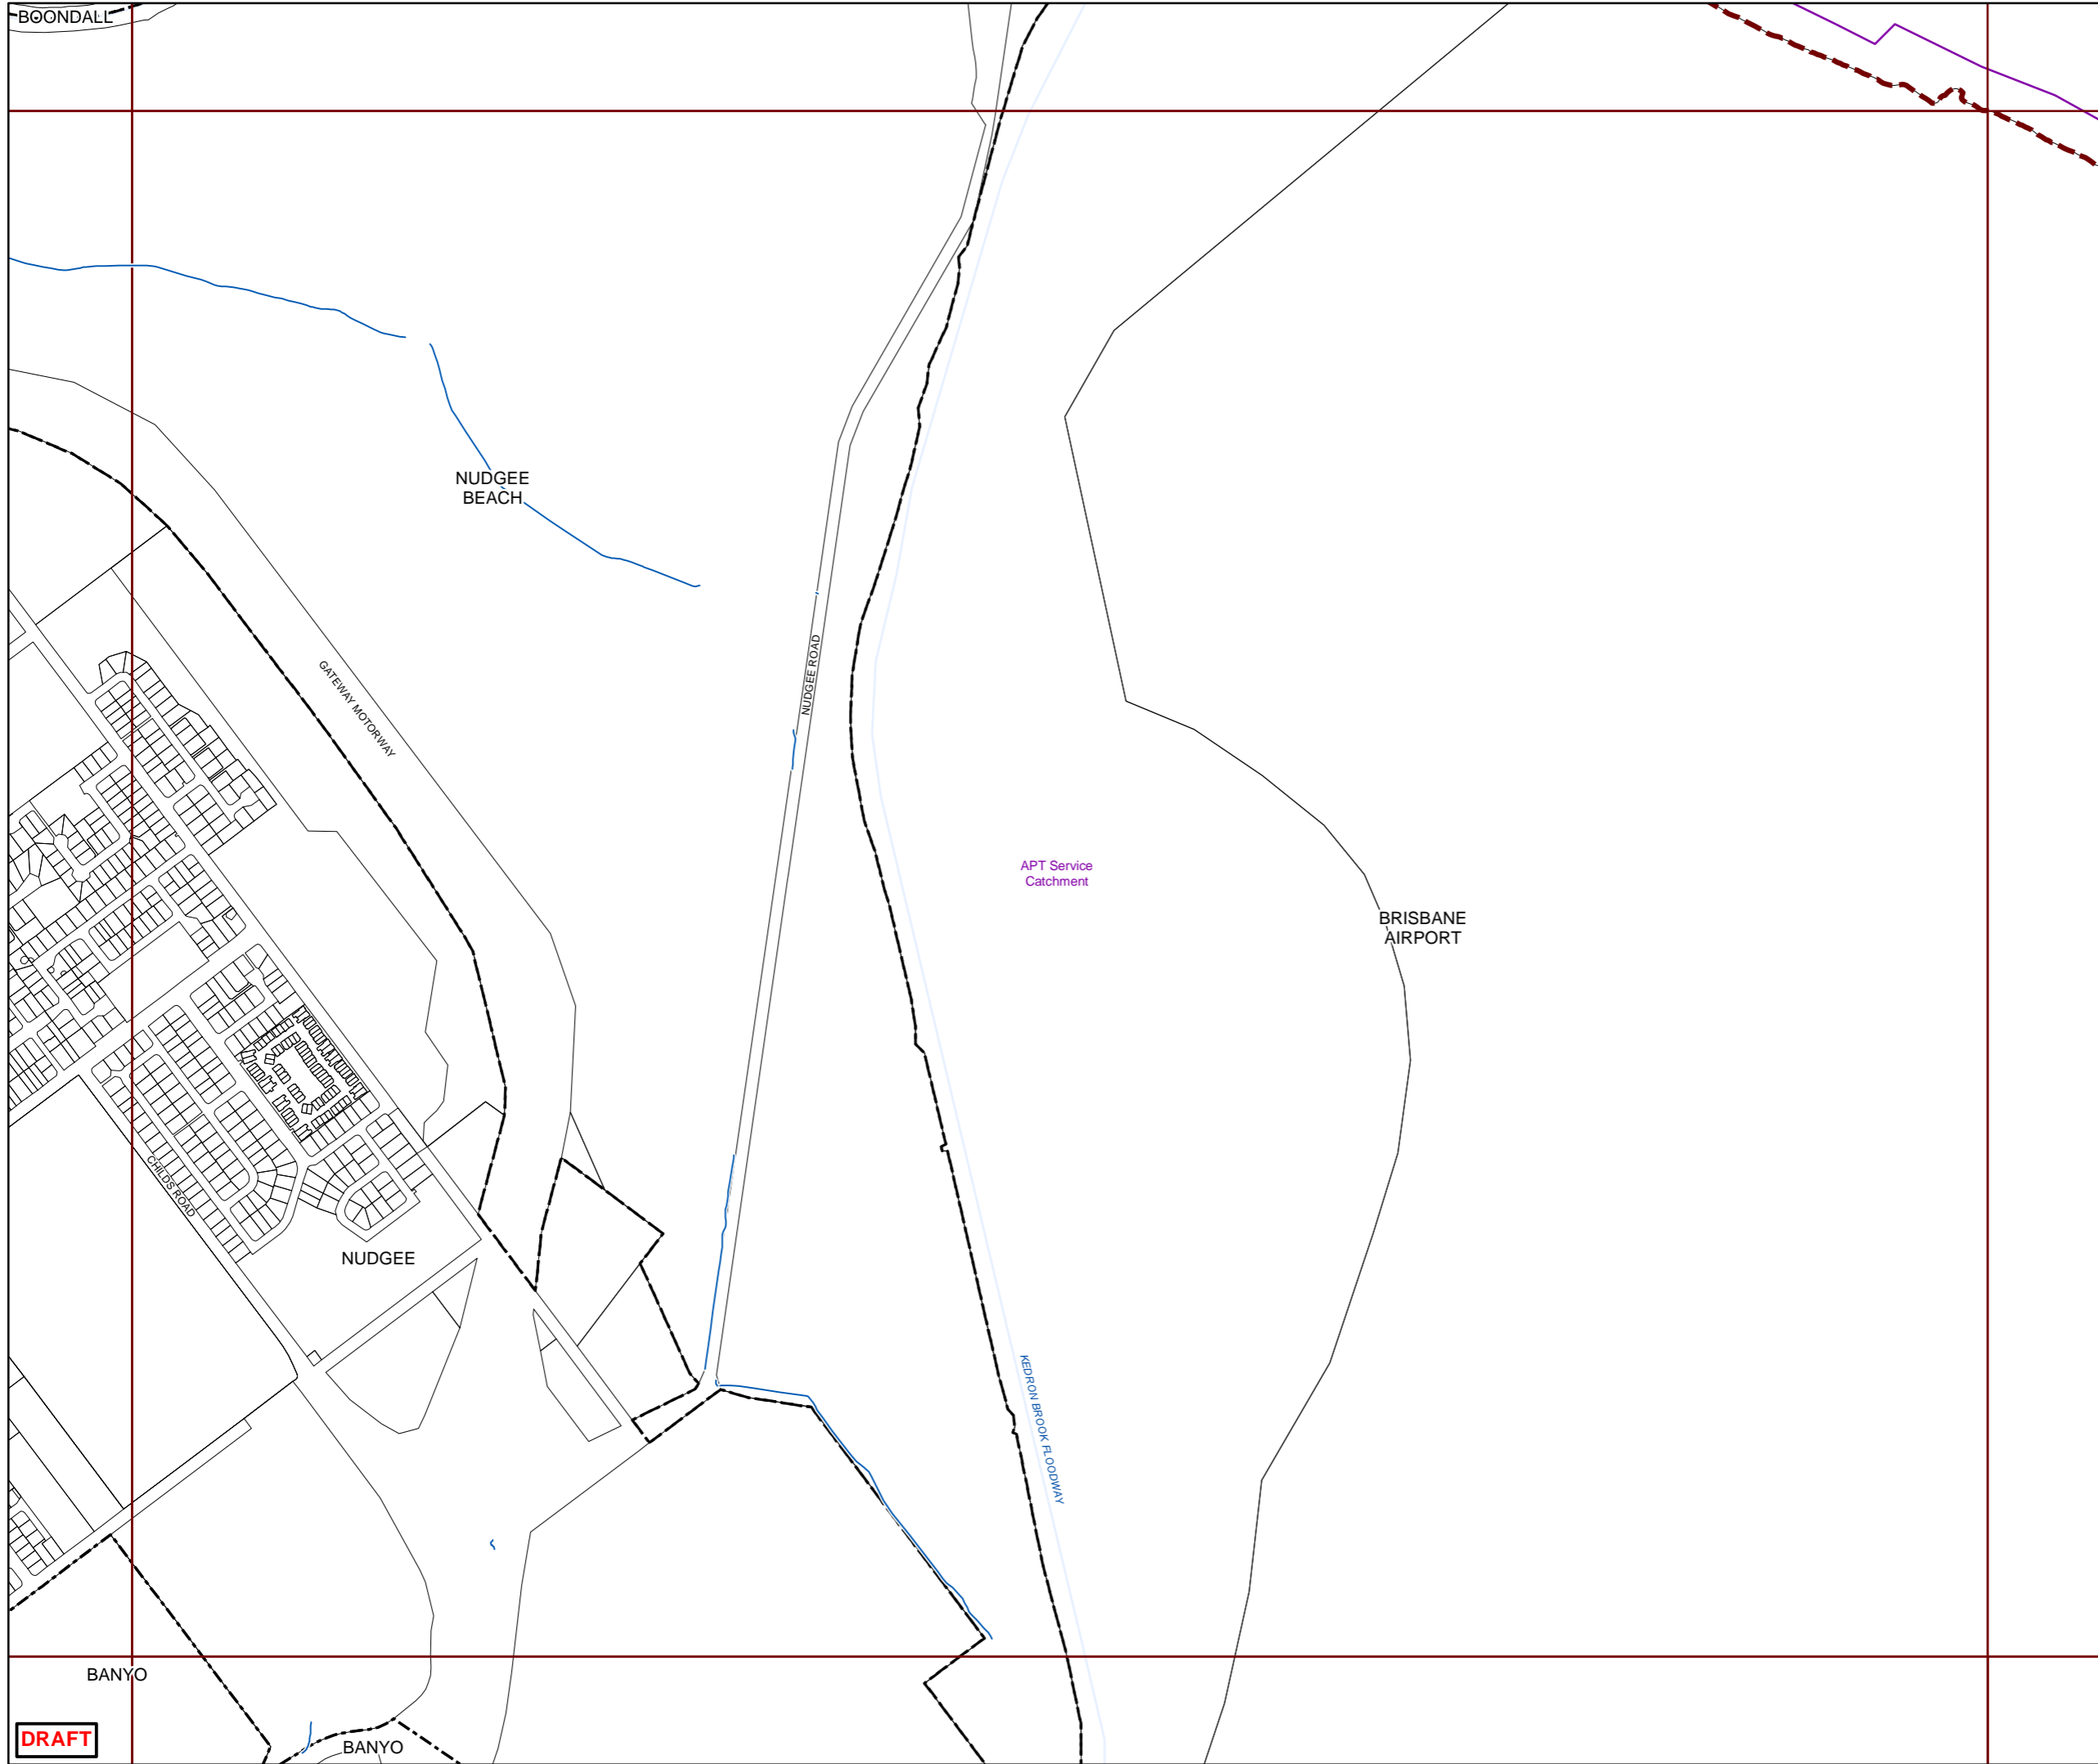 BOONDALL
NUDGEE
BEACH
NUDGEE ROAD
GATEWAY MOTORWAY
APT Service
Catchment
BRISBANE
AIRPORT
CHILDS ROAD
NUDGEE
KEDRON BROOK FLOODWAY
BANYO
DRAFT
BANYO